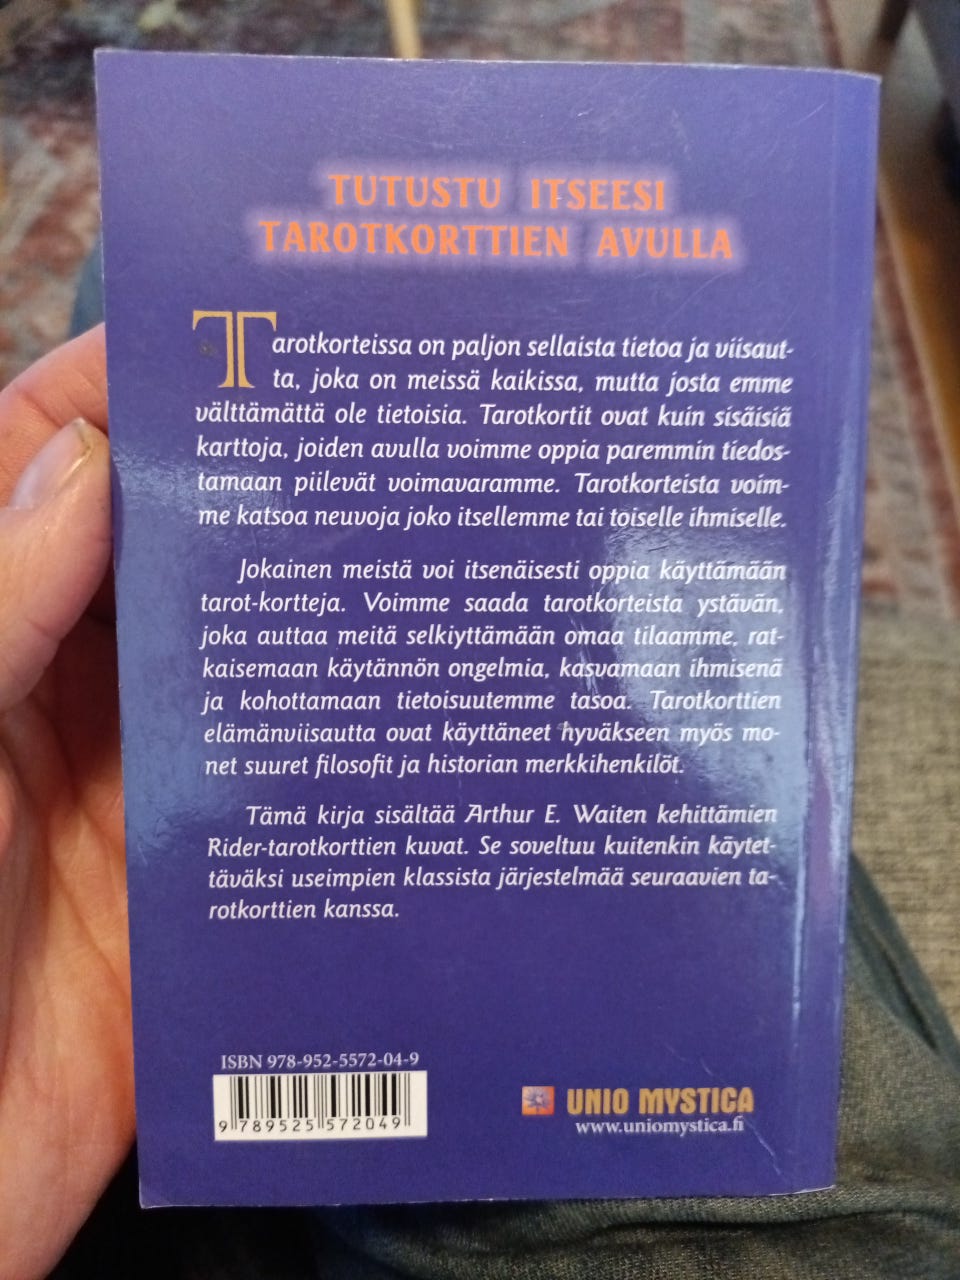 TUTUSTU ITSEESI
TAROTKORTTIEN AVULLA
Tarotkorteissa on paljon sellaista tietoa ja viisaut-
ta, joka on meissä kaikissa, mutta josta emme
välttämättä ole tietoisia. Tarotkortit ovat kuin sisäisiä
karttoja, joiden avulla voimme oppia paremmin tiedos-
tamaan piilevät voimavaramme. Tarotkorteista voim-
me katsoa neuvoja joko itsellemme tai toiselle ihmiselle.
Jokainen meistä voi itsenäisesti oppia käyttämään
tarot-kortteja. Voimme saada tarotkorteista ystävän,
joka auttaa meitä selkiyttämään omaa tilaamme, rat-
kaisemaan käytännön ongelmia, kasvamaan ihmisenä
ja kohottamaan tietoisuutemme tasoa. Tarotkorttien
elämänviisautta ovat käyttäneet hyväkseen myös mo-
net suuret filosofit ja historian merkkihenkilöt.
Tämä kirja sisältää Arthur E. Waiten kehittämien
Rider-tarotkorttien kuvat. Se soveltuu kuitenkin käytet-
täväksi useimpien klassista järjestelmää seuraavien ta-
rotkorttien kanssa.
ISBN 978-952-5572-04-9
9 789525 572049
UNIO MYSTICA
www.uniomystica.fi